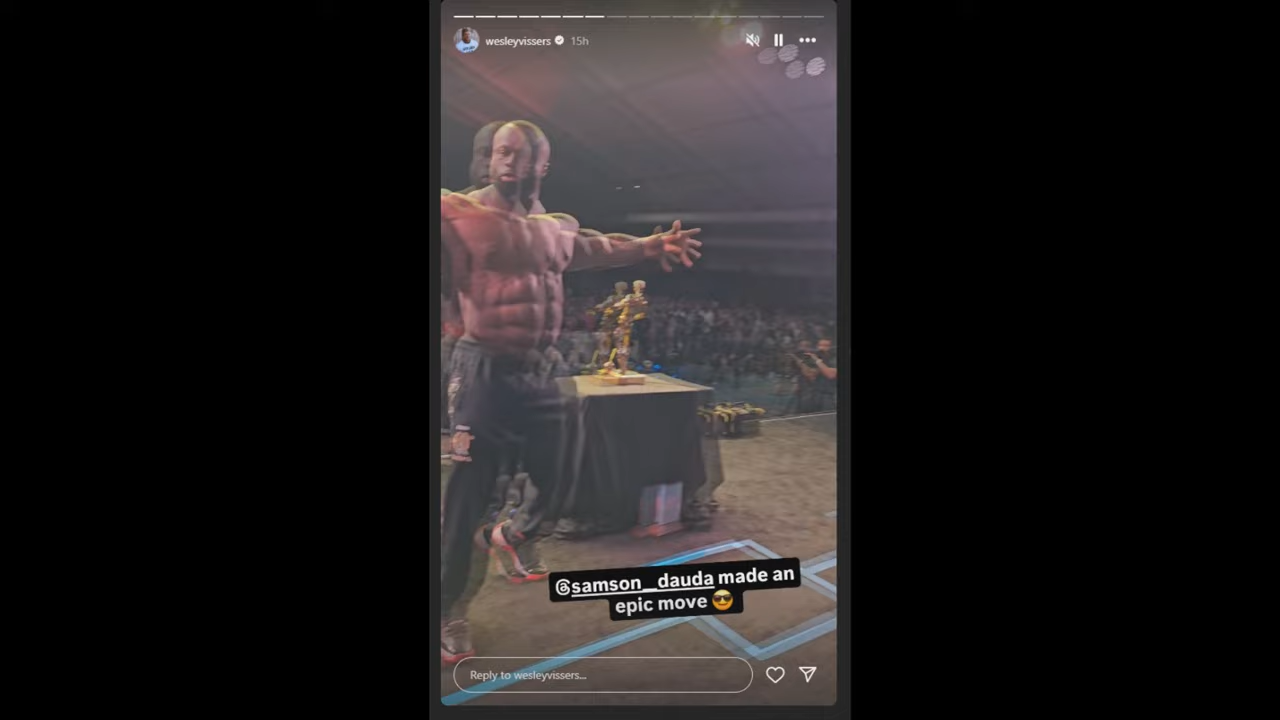 wesleyvissers 15h
@samson__dauda made an
epic move 😎
Reply to wesleyvissers...